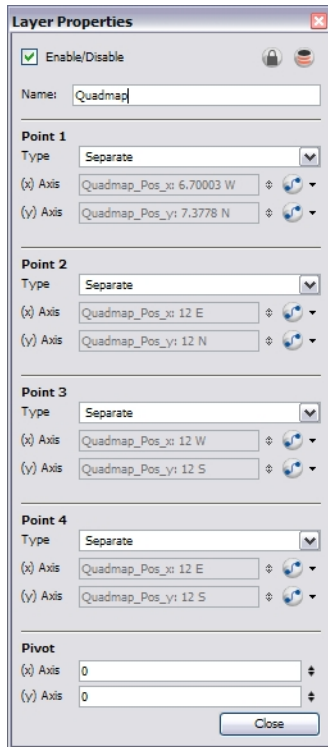 Layer Properties
Enable/Disable
Name: Quadmap
Point 1
Type Separate
(x) Axis Quadmap_Pos_x: 6.70003 W
(y) Axis Quadmap_Pos_y: 7.3778 N
Point 2
Type Separate
(x) Axis Quadmap_Pos_x: 12 E
(y) Axis Quadmap_Pos_y: 12 N
Point 3
Type Separate
(x) Axis Quadmap_Pos_x: 12 W
(y) Axis Quadmap_Pos_y: 12 S
Point 4
Type Separate
(x) Axis Quadmap_Pos_x: 12 E
(y) Axis Quadmap_Pos_y: 12 S
Pivot
(x) Axis 0
(y) Axis 0
Close